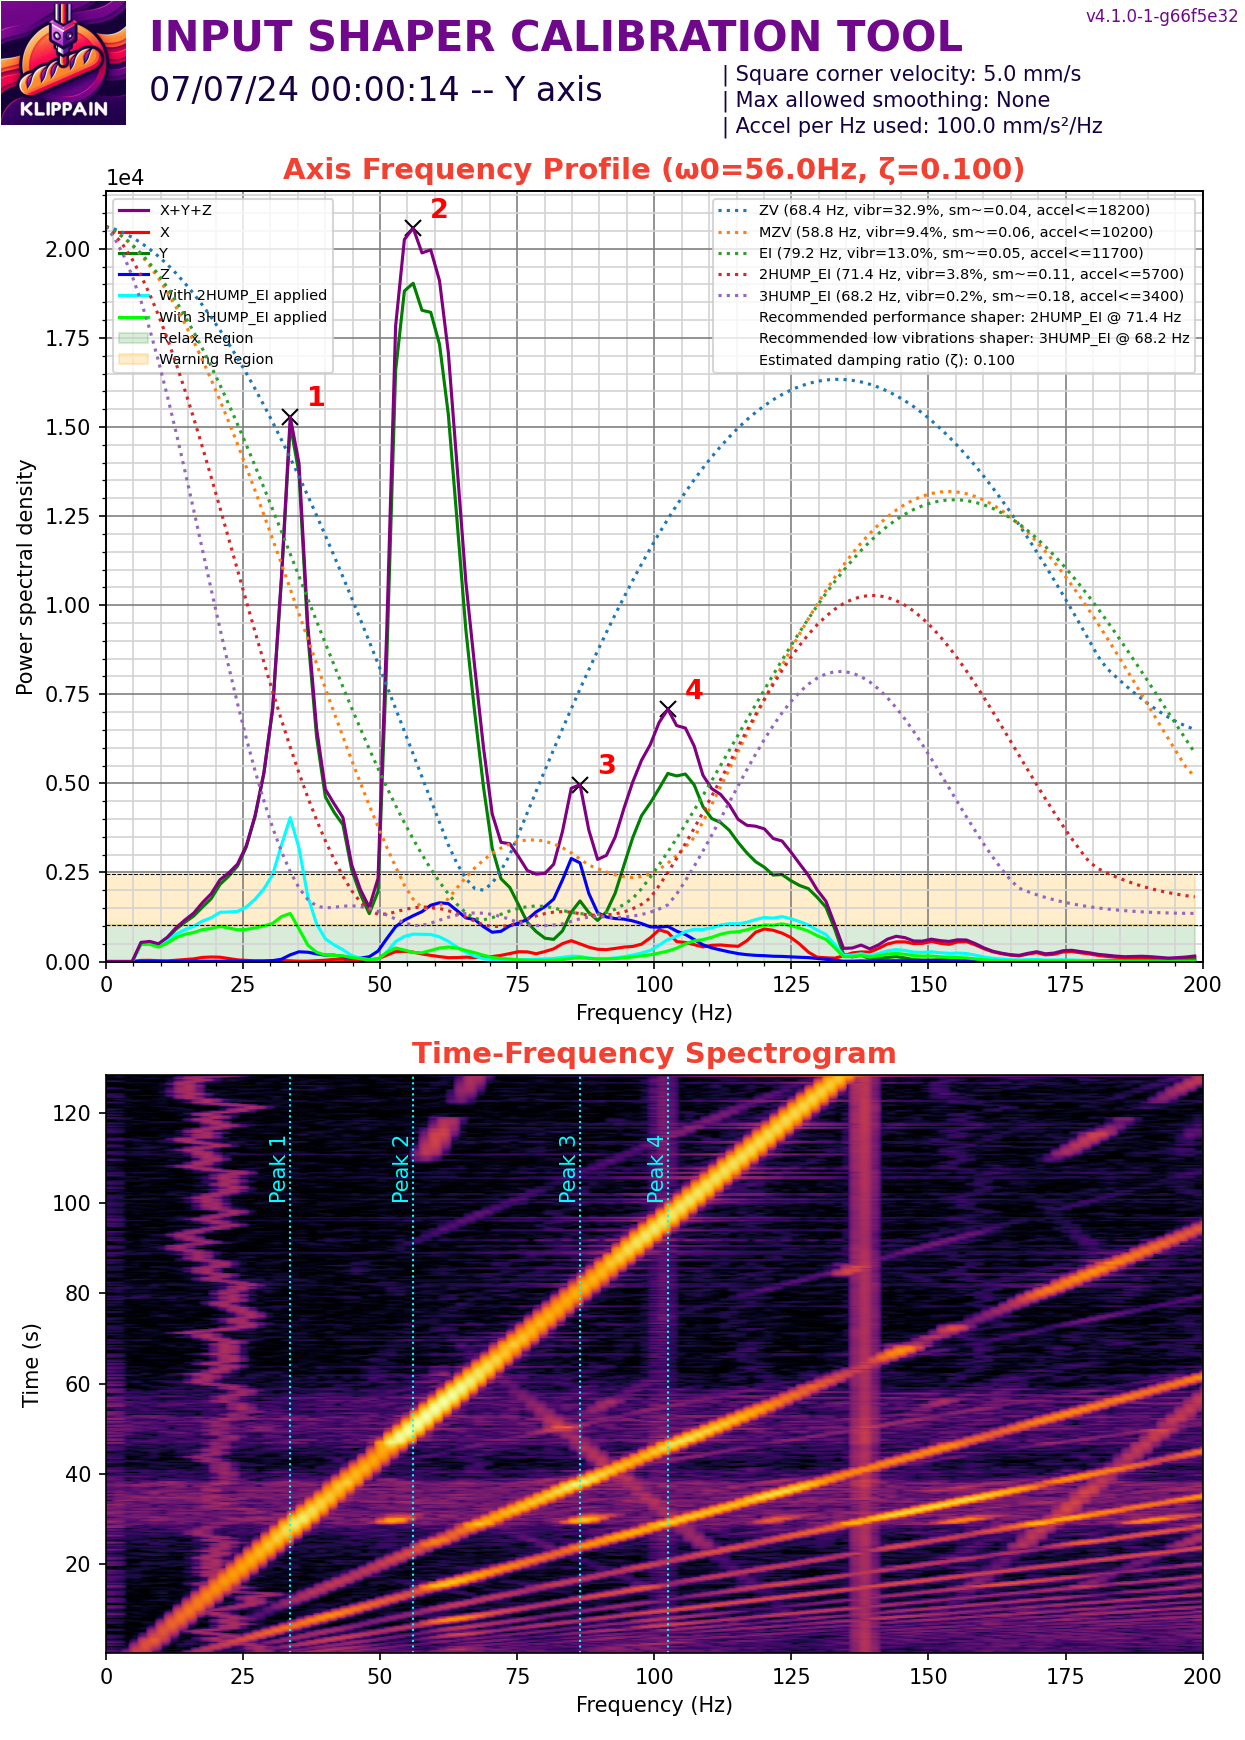 KLIPPAIN
INPUT SHAPER CALIBRATION TOOL
v4.1.0-1-g66f5e32
07/07/24 00:00:14 -- Y axis
| Square corner velocity: 5.0 mm/s
| Max allowed smoothing: None
| Accel per Hz used: 100.0 mm/s²/Hz
Axis Frequency Profile (ω0=56.0Hz, ζ=0.100)
1e4
X+Y+Z
X
Y
Z
With 2HUMP_EI applied
With 3HUMP_EI applied
Relax Region
Warning Region
ZV (68.4 Hz, vibr=32.9%, sm~=0.04, accel<=18200)
MZV (58.8 Hz, vibr=9.4%, sm~=0.06, accel<=10200)
EI (79.2 Hz, vibr=13.0%, sm~=0.05, accel<=11700)
2HUMP_EI (71.4 Hz, vibr=3.8%, sm~=0.11, accel<=5700)
3HUMP_EI (68.2 Hz, vibr=0.2%, sm~=0.18, accel<=3400)
Recommended performance shaper: 2HUMP_EI @ 71.4 Hz
Recommended low vibrations shaper: 3HUMP_EI @ 68.2 Hz
Estimated damping ratio (ζ): 0.100
1
2
3
4
Power spectral density
2.00
1.75
1.50
1.25
1.00
0.75
0.50
0.25
0.00
0 25 50 75 100 125 150 175 200
Frequency (Hz)
Time-Frequency Spectrogram
Time (s)
120
100
80
60
40
20
Peak 1
Peak 2
Peak 3
Peak 4
0 25 50 75 100 125 150 175 200
Frequency (Hz)